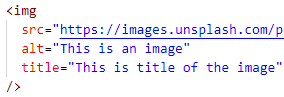 <img
src="https://images.unsplash.com/p
alt="This is an image"
title="This is title of the image"
/>